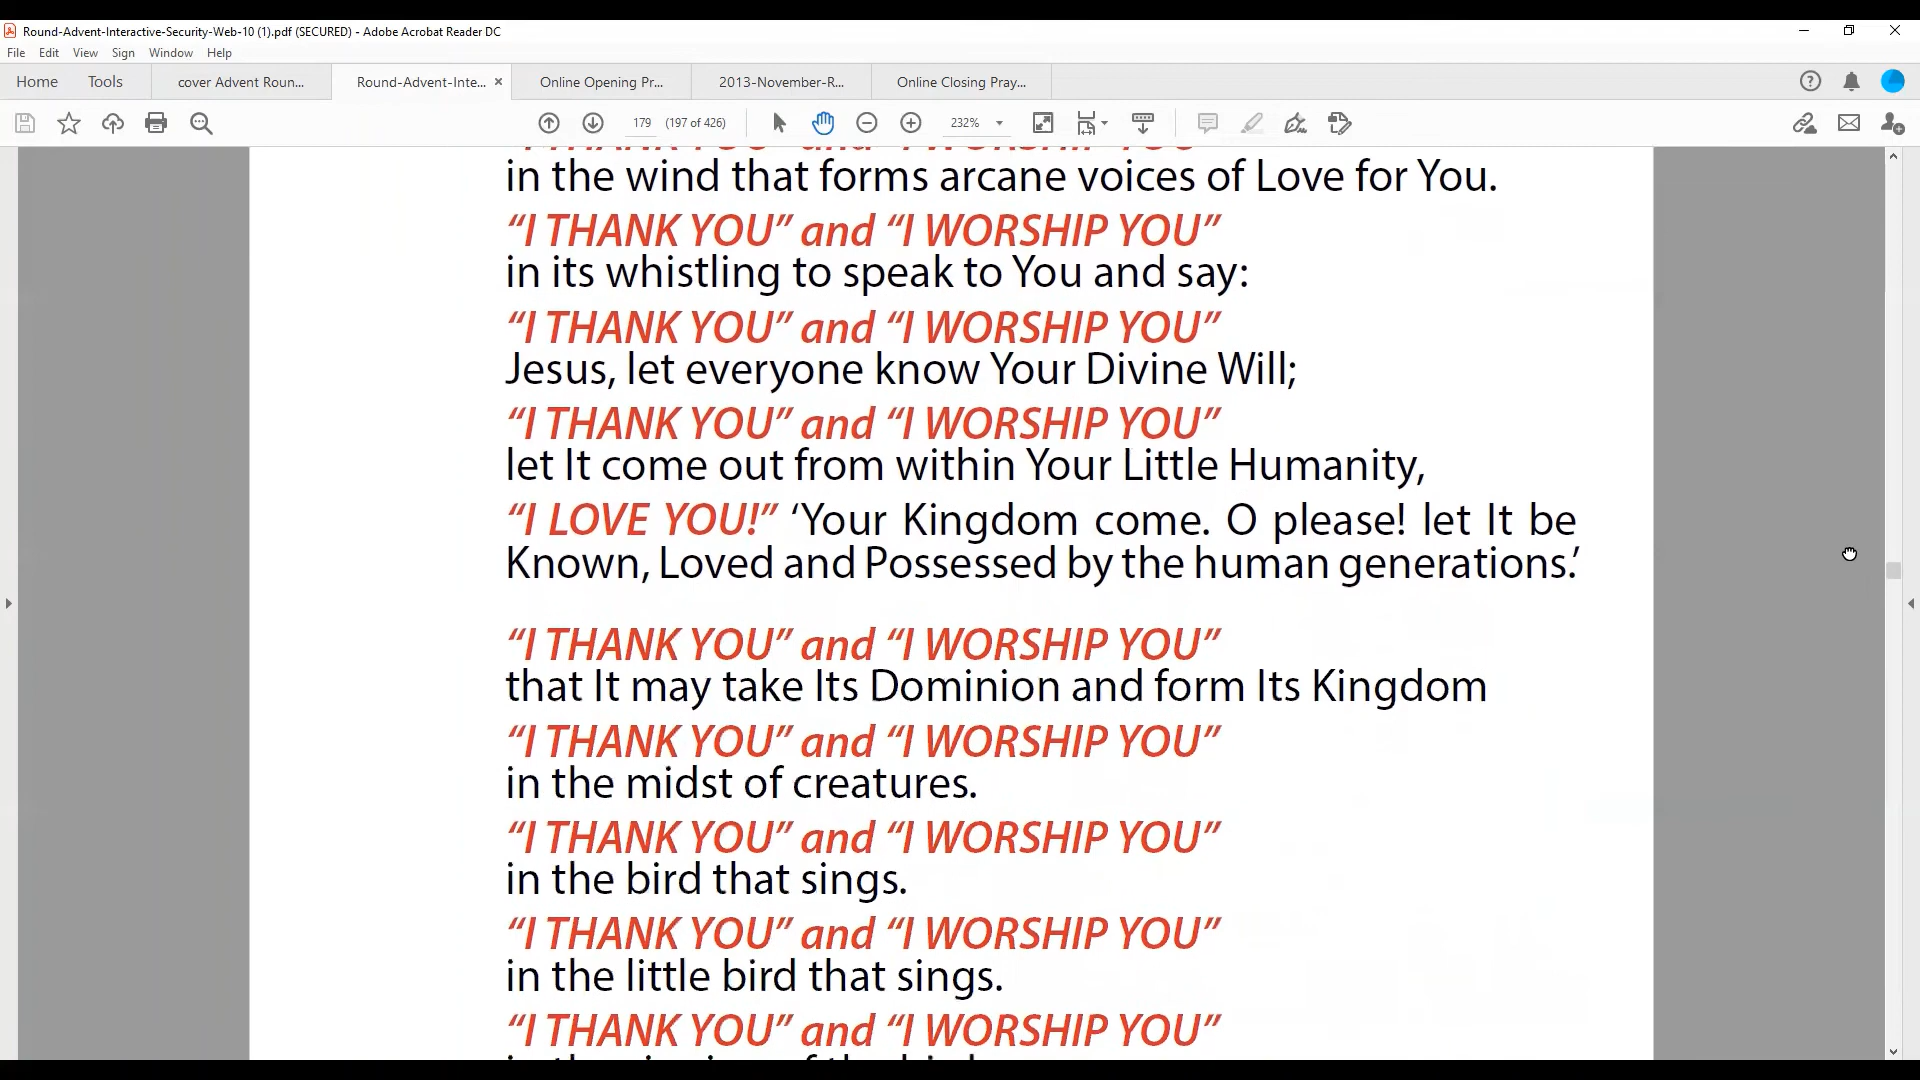 Round-Advent-Interactive-Security-Web-10 (1).pdf (SECURED) - Adobe Acrobat Reader DC
File Edit View Sign Window Help
Home Tools cover Advent Roun... Round-Advent-Inte... × Online Opening Pr... 2013-November-R... Online Closing Pray...
179 (197 of 426) 232%
“I THANK YOU” and “I WORSHIP YOU”
in the wind that forms arcane voices of Love for You.
“I THANK YOU” and “I WORSHIP YOU”
in its whistling to speak to You and say:
“I THANK YOU” and “I WORSHIP YOU”
Jesus, let everyone know Your Divine Will;
“I THANK YOU” and “I WORSHIP YOU”
let It come out from within Your Little Humanity,
“I LOVE YOU!” ‘Your Kingdom come. O please! let It be
Known, Loved and Possessed by the human generations.’
“I THANK YOU” and “I WORSHIP YOU”
that It may take Its Dominion and form Its Kingdom
“I THANK YOU” and “I WORSHIP YOU”
in the midst of creatures.
“I THANK YOU” and “I WORSHIP YOU”
in the bird that sings.
“I THANK YOU” and “I WORSHIP YOU”
in the little bird that sings.
“I THANK YOU” and “I WORSHIP YOU”